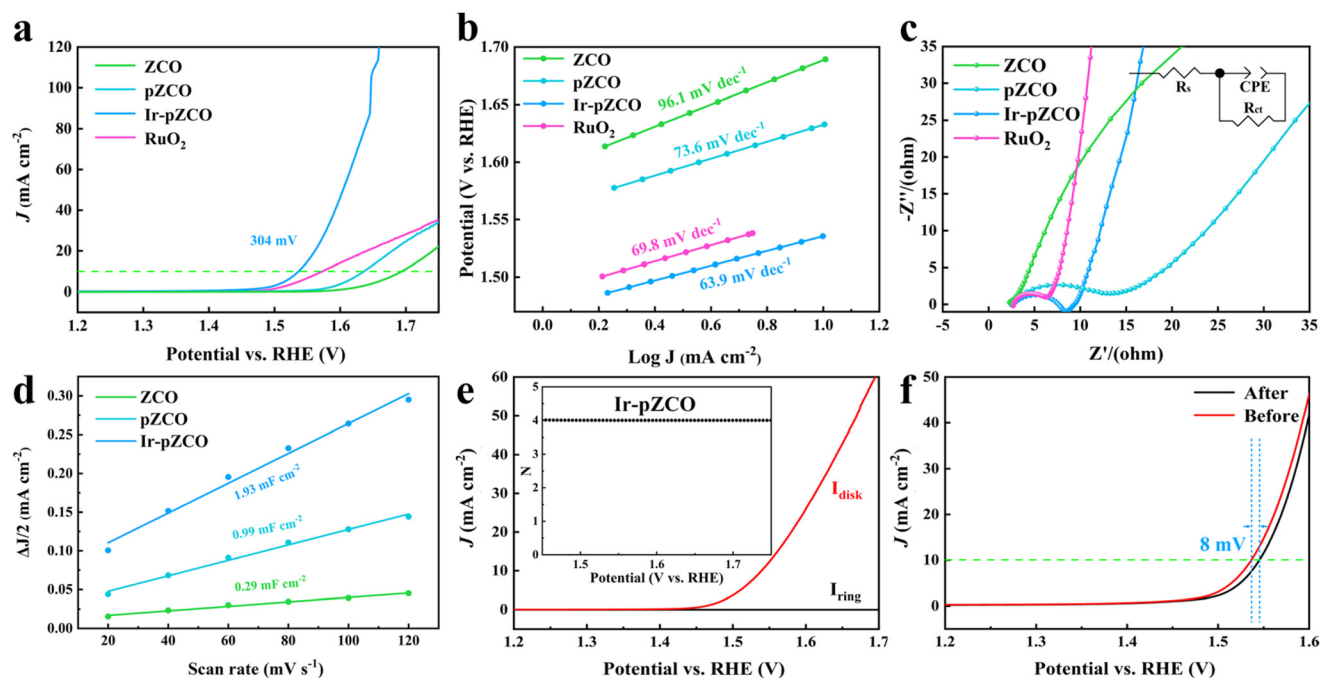 a
120
100
80
60
40
20
0
J (mA cm⁻²)
ZCO
pZCO
Ir-pZCO
RuO₂
304 mV
1.2 1.3 1.4 1.5 1.6 1.7
Potential vs. RHE (V)
b
1.70
1.65
1.60
1.55
1.50
Potential (V vs. RHE)
ZCO
pZCO
Ir-pZCO
RuO₂
96.1 mV dec⁻¹
73.6 mV dec⁻¹
69.8 mV dec⁻¹
63.9 mV dec⁻¹
0.0 0.2 0.4 0.6 0.8 1.0 1.2
Log J (mA cm⁻²)
c
35
30
25
20
15
10
5
0
-Z''/(ohm)
ZCO
pZCO
Ir-pZCO
RuO₂
Rs
CPE
Rct
-5 0 5 10 15 20 25 30 35
Z'/(ohm)
d
0.30
0.25
0.20
0.15
0.10
0.05
0.00
ΔJ/2 (mA cm⁻²)
ZCO
pZCO
Ir-pZCO
1.93 mF cm⁻²
0.99 mF cm⁻²
0.29 mF cm⁻²
20 40 60 80 100 120
Scan rate (mV s⁻¹)
e
60
50
40
30
20
10
0
J (mA cm⁻²)
5
4
3
2
1
0
N
Ir-pZCO
1.5 1.6 1.7
Potential (V vs. RHE)
Idisk
Iring
1.2 1.3 1.4 1.5 1.6 1.7
Potential vs. RHE (V)
f
50
40
30
20
10
0
J (mA cm⁻²)
After
Before
8 mV
1.2 1.3 1.4 1.5 1.6
Potential vs. RHE (V)